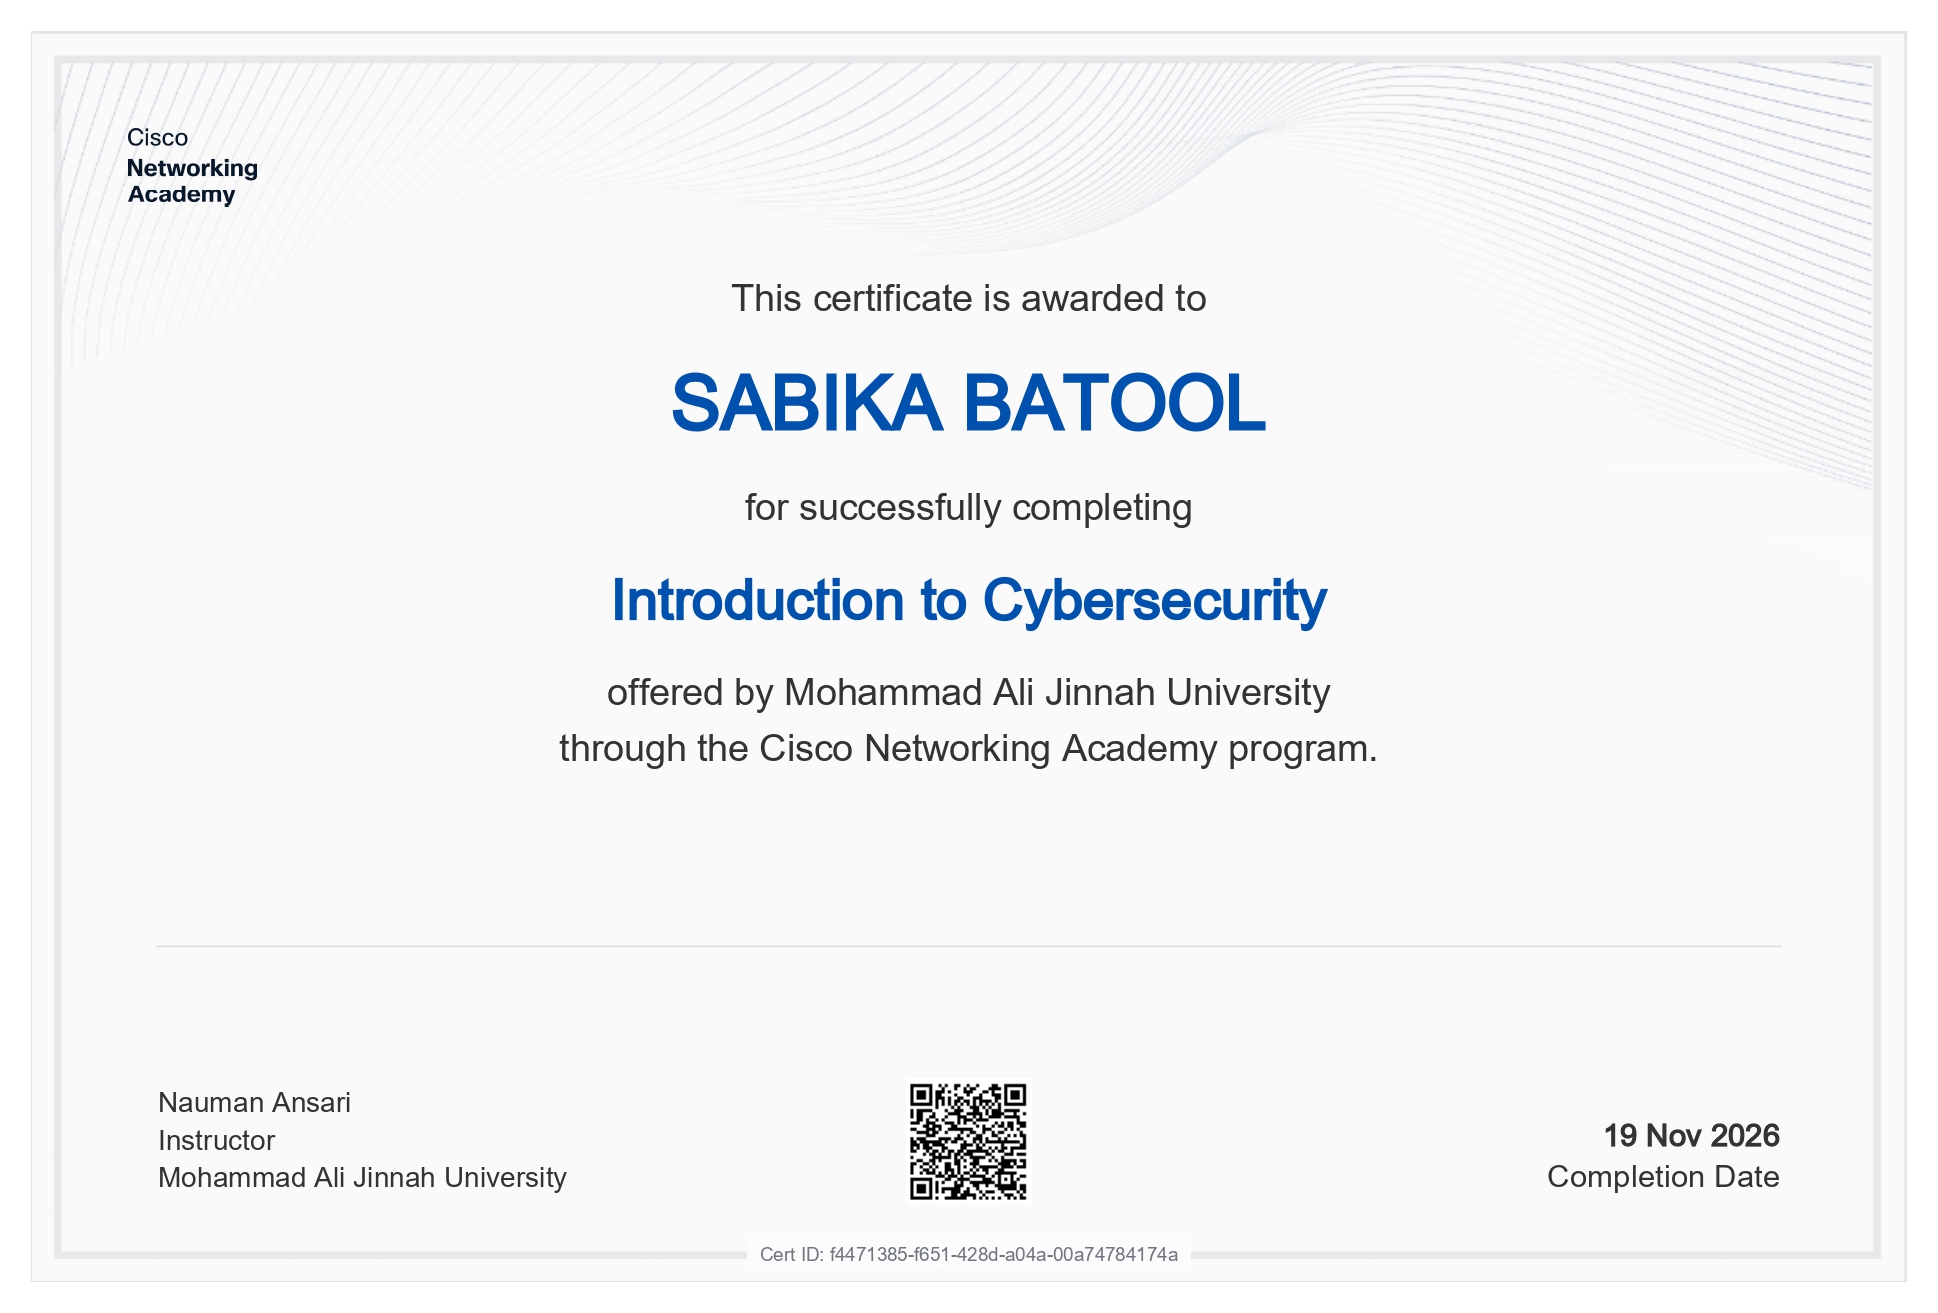 Cisco
Networking
Academy
This certificate is awarded to
SABIKA BATOOL
for successfully completing
Introduction to Cybersecurity
offered by Mohammad Ali Jinnah University
through the Cisco Networking Academy program.
Nauman Ansari
Instructor
Mohammad Ali Jinnah University
19 Nov 2026
Completion Date
Cert ID: f4471385-f651-428d-a04a-00a74784174a